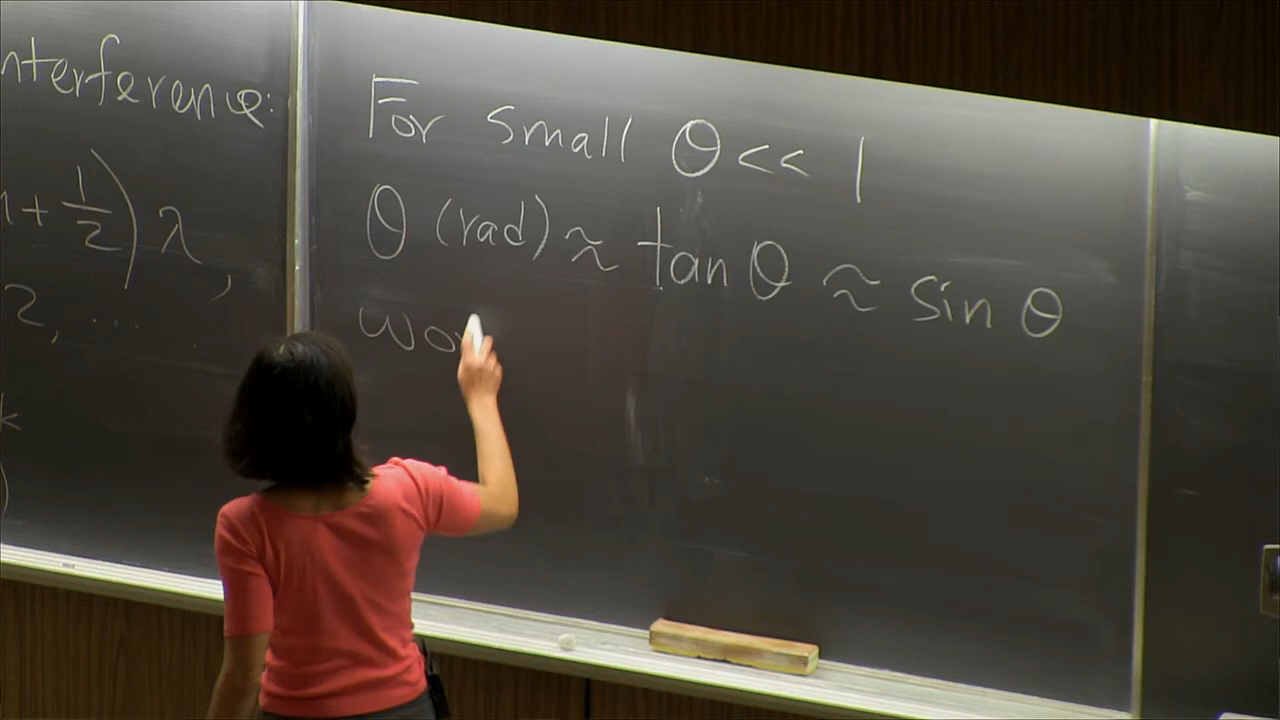 nterference:
n + 1/2) λ,
2, ...
k
)
For small θ << 1
θ (rad) ≈ tan θ ≈ sin θ
wo